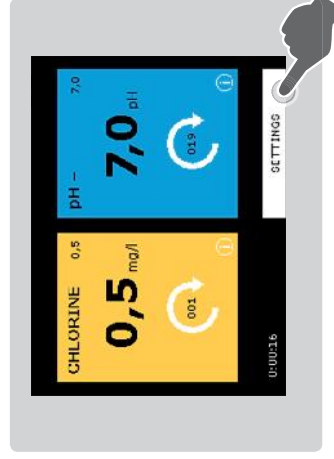 CHLORINE 0,5
0,5 mg/l
001
i
pH – 7,0
7,0 pH
019
i
0:00:16
SETTINGS